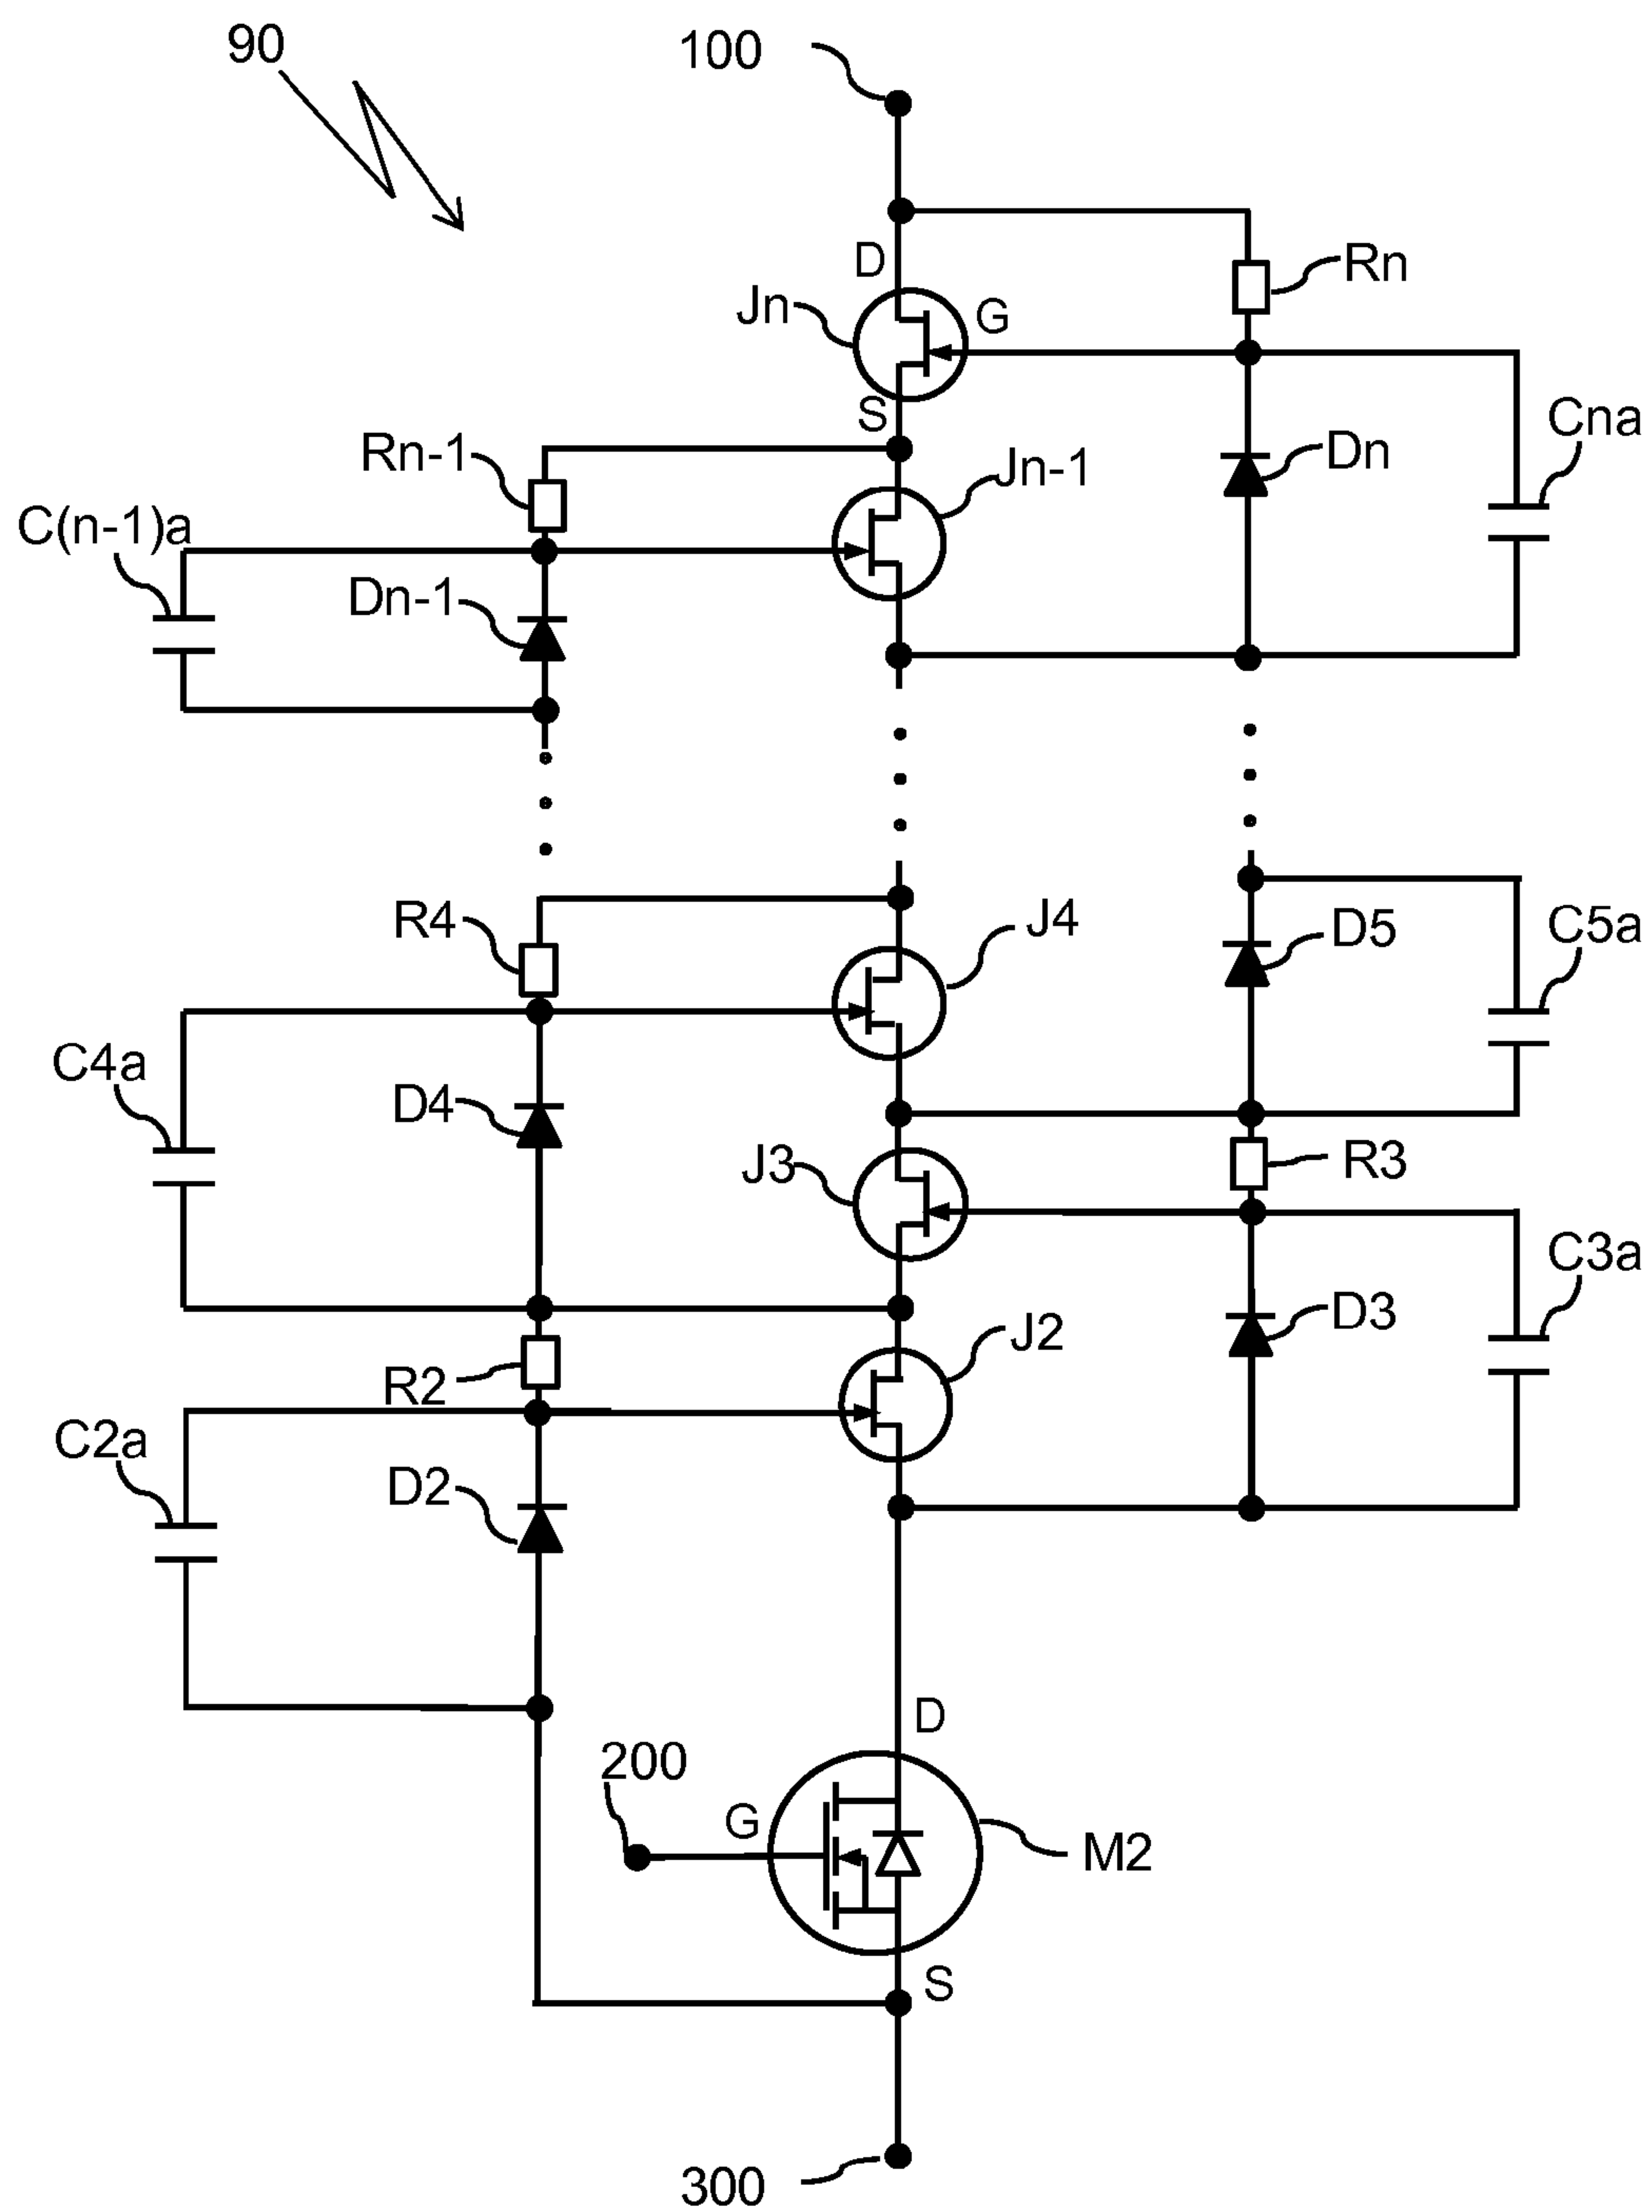 90
100
D
Rn
Jn
G
S
Cna
Rn-1
Dn
Jn-1
C(n-1)a
Dn-1
R4
J4
C5a
D5
C4a
D4
J3
R3
C3a
D3
J2
R2
C2a
D2
D
200
G
M2
S
300